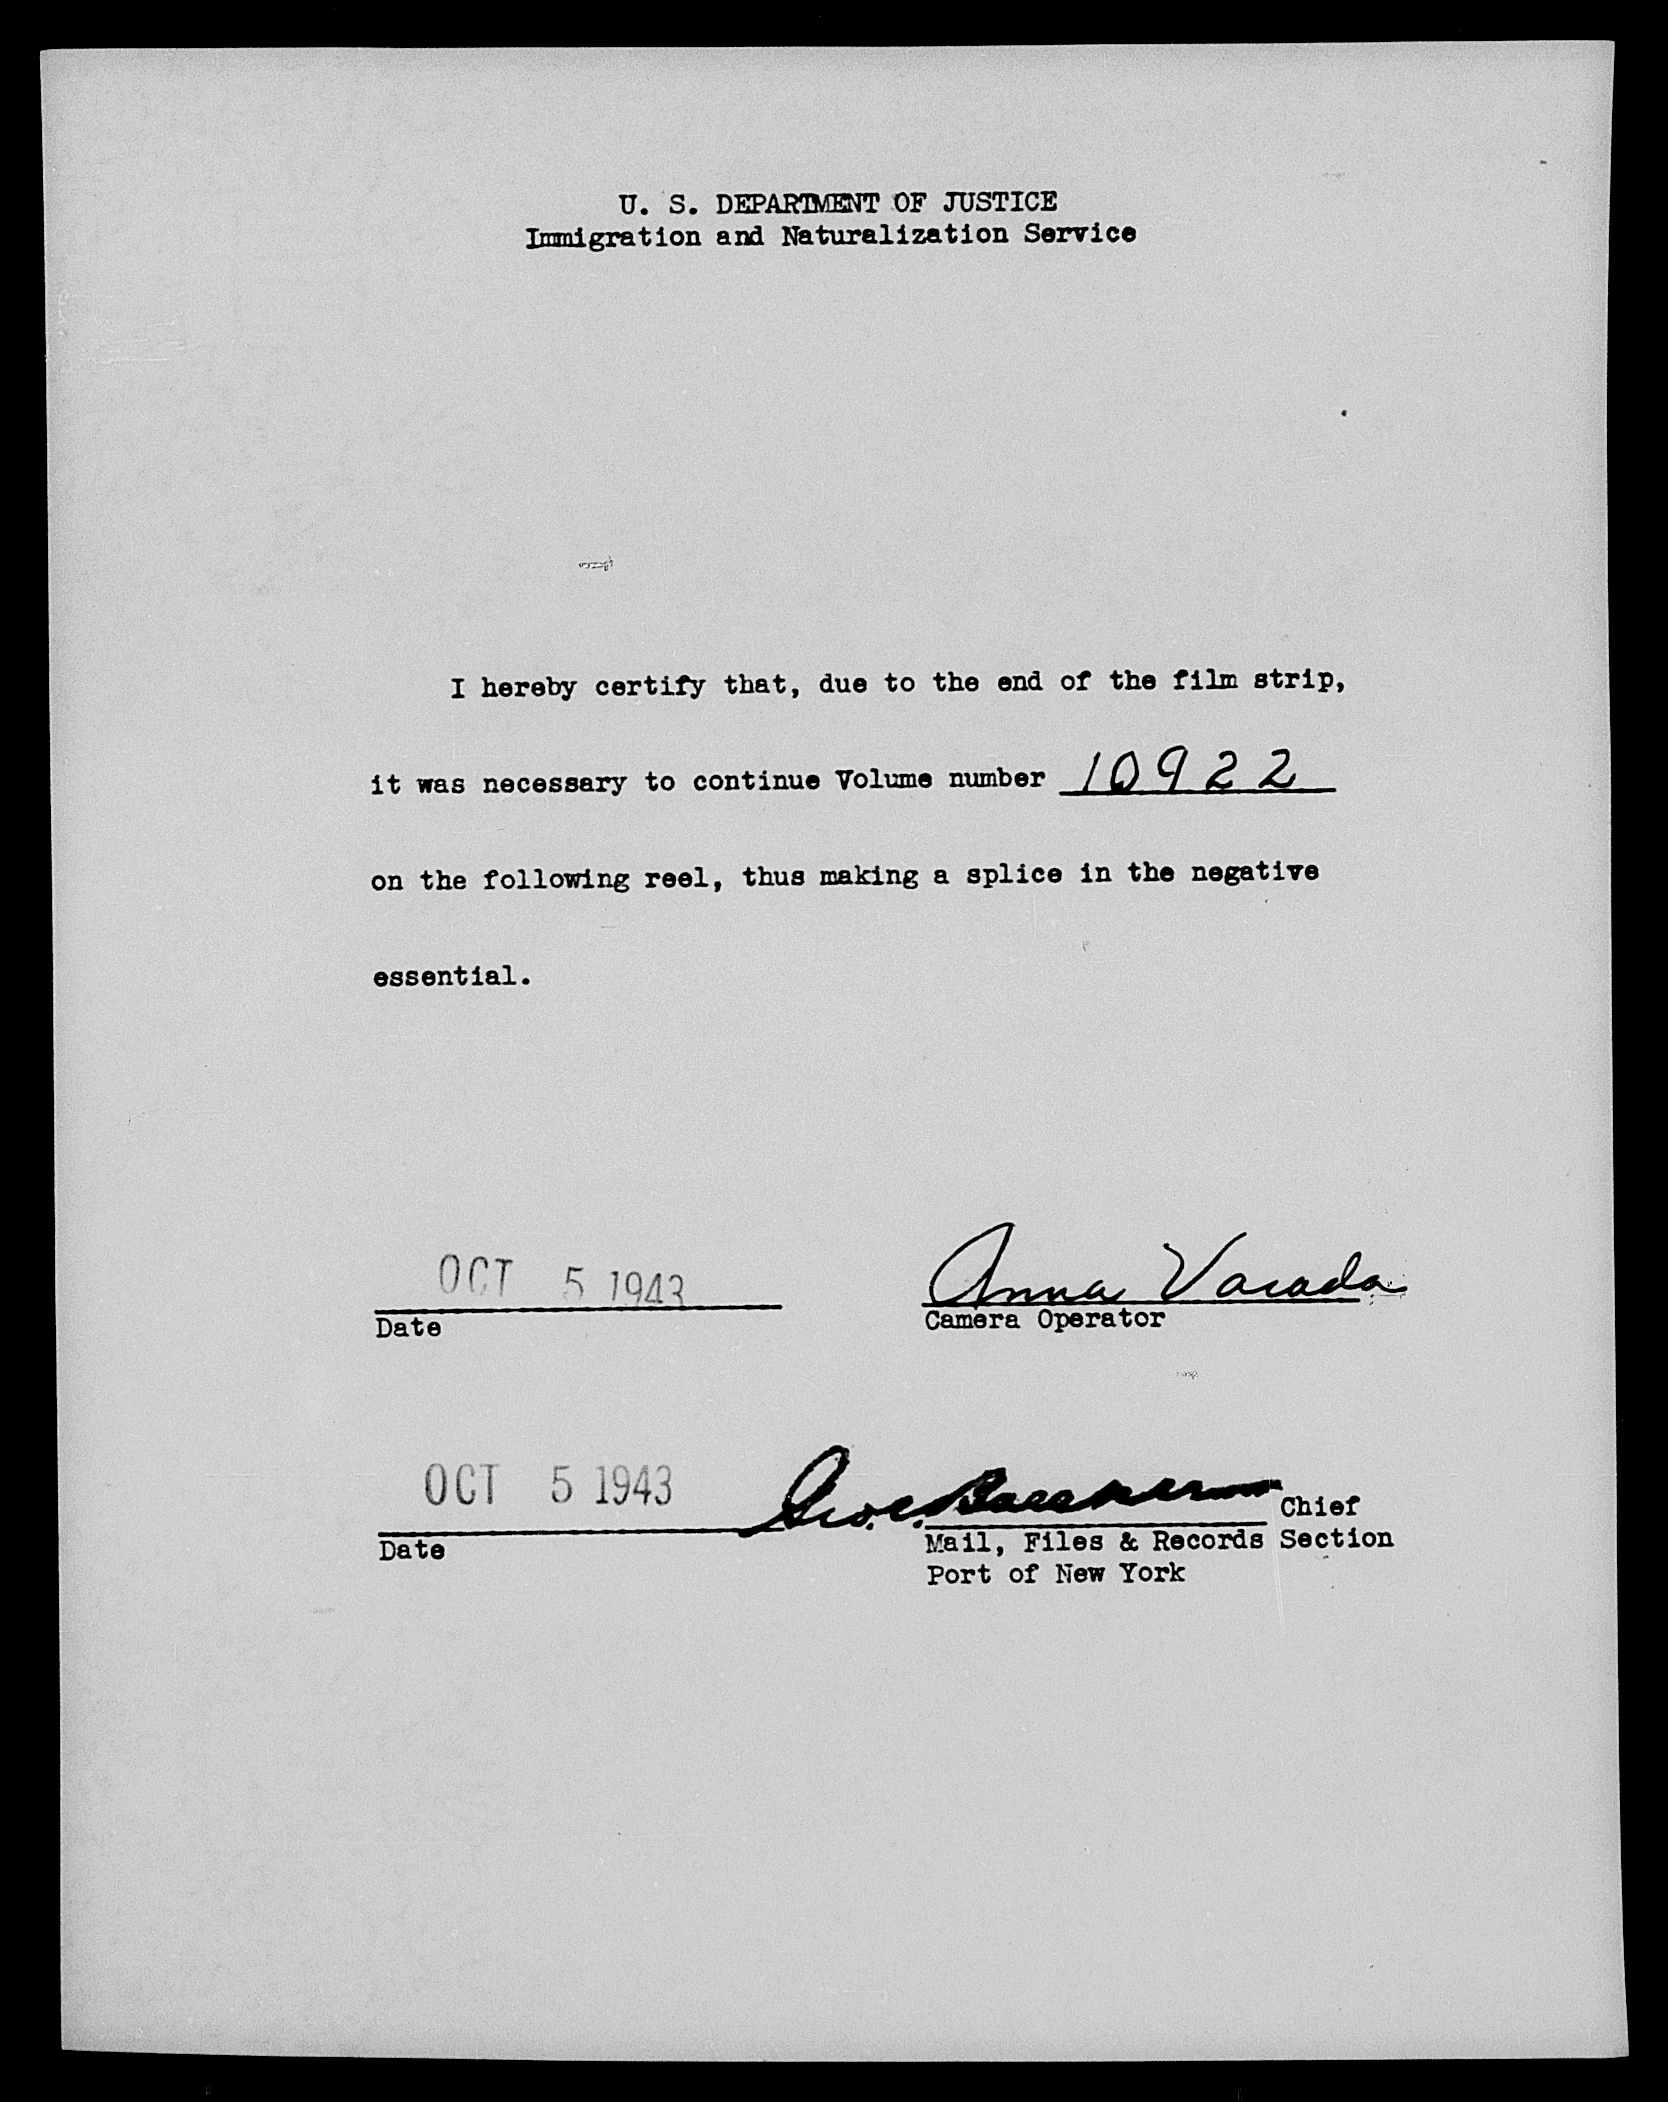 U. S. DEPARTMENT OF JUSTICE
Immigration and Naturalization Service
I hereby certify that, due to the end of the film strip,
it was necessary to continue Volume number 10922
on the following reel, thus making a splice in the negative
essential.
OCT 5 1943
Anna Varada
Date
Camera Operator
OCT 5 1943
Geo. Chief
Date
Mail, Files & Records Section
Port of New York